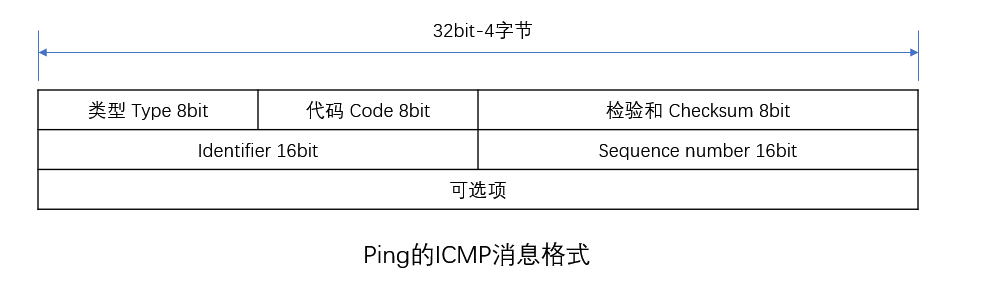 32bit-4字节
类型 Type 8bit
代码 Code 8bit
检验和 Checksum 8bit
Identifier 16bit
Sequence number 16bit
可选项
Ping的ICMP消息格式